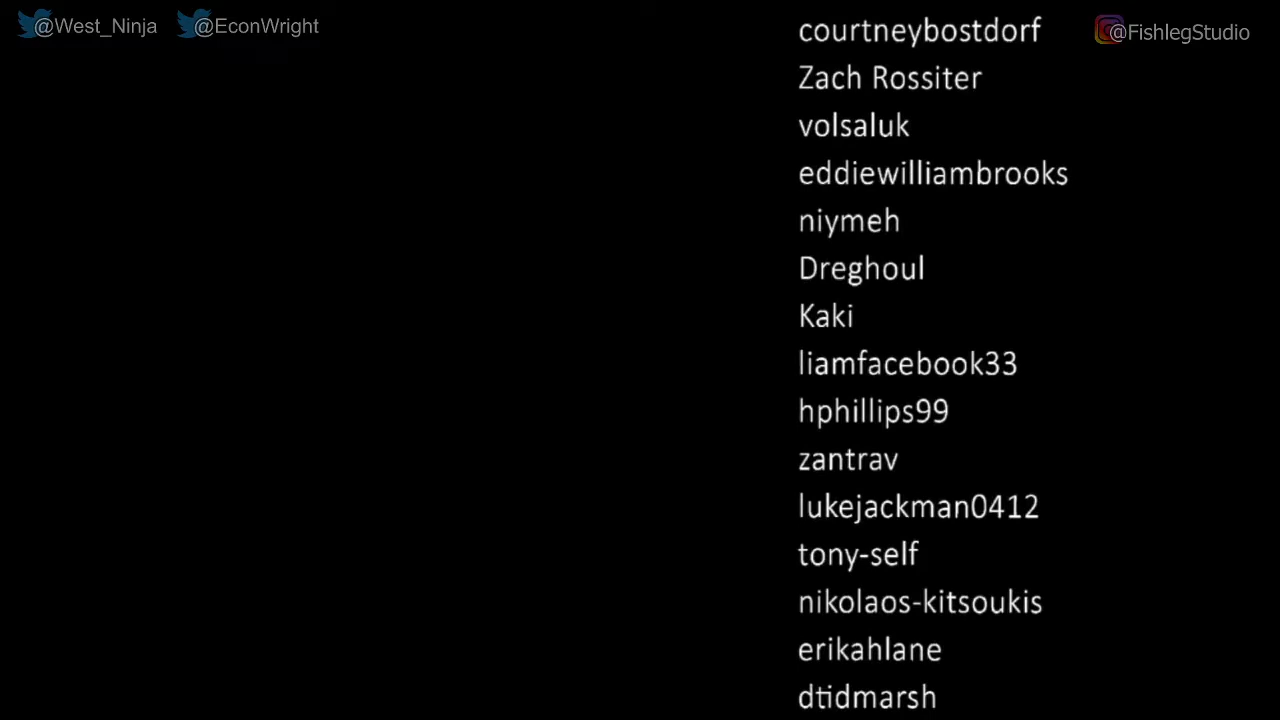 @West_Ninja @EconWright @FishlegStudio
courtneybostdorf
Zach Rossiter
volsaluk
eddiewilliambrooks
niymeh
Dreghoul
Kaki
liamfacebook33
hphillips99
zantrav
lukejackman0412
tony-self
nikolaos-kitsoukis
erikahlane
dtidmarsh